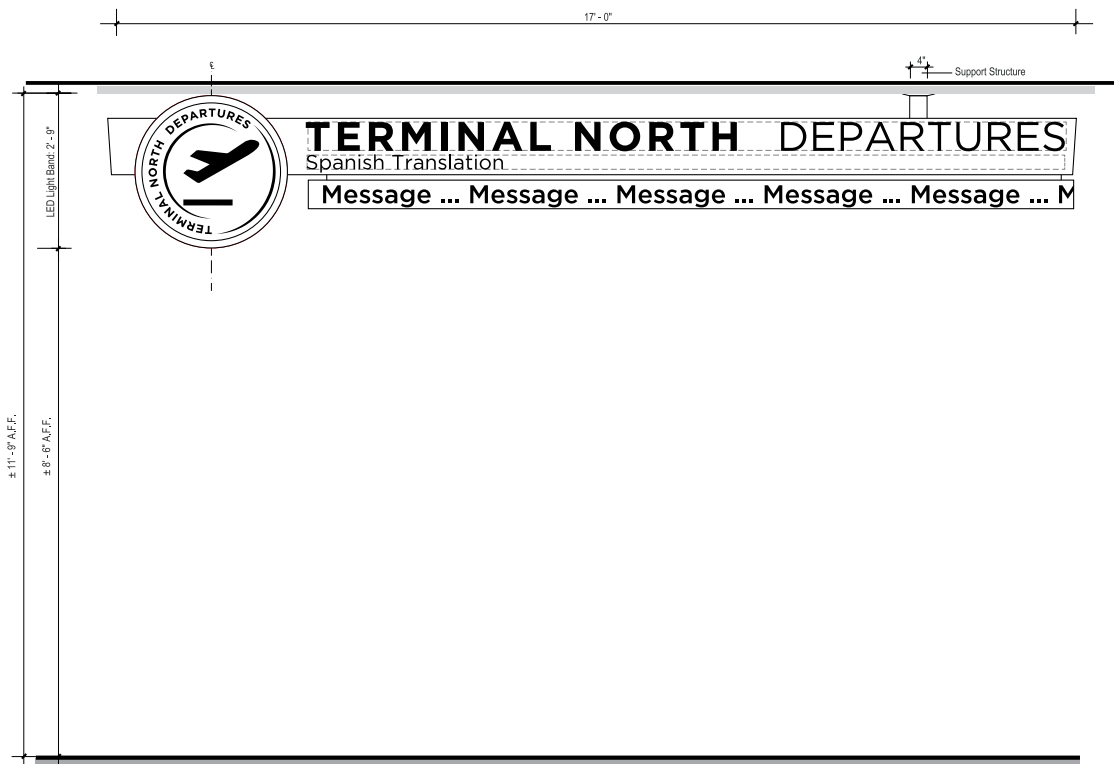 17' - 0"
℄
4"
Support Structure
LED Light Band: 2' - 9"
TERMINAL NORTH DEPARTURES
TERMINAL NORTH DEPARTURES
Spanish Translation
Message ... Message ... Message ... Message ... Message ... M
± 11' - 9" A.F.F.
± 8' - 6" A.F.F.